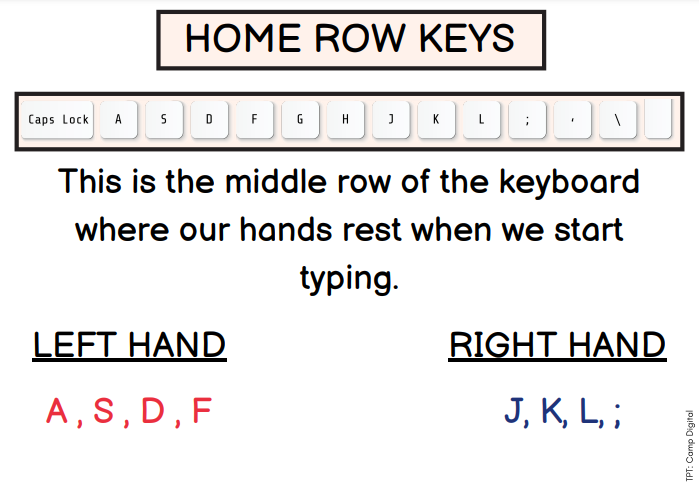 HOME ROW KEYS
Caps Lock A S D F G H J K L ; ‘ \
This is the middle row of the keyboard
where our hands rest when we start
typing.
LEFT HAND RIGHT HAND
A , S , D , F J, K, L, ;
TPT: Camp Digital